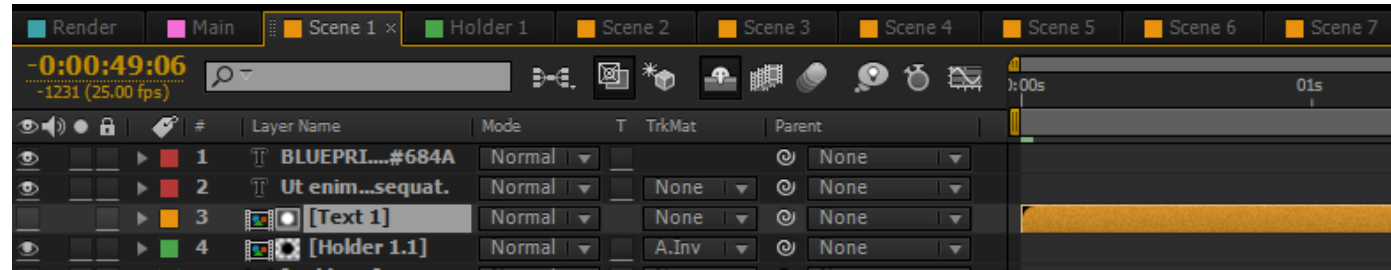 Render Main Scene 1 × Holder 1 Scene 2 Scene 3 Scene 4 Scene 5 Scene 6 Scene 7
-0:00:49:06
-1231 (25.00 fps)
):00s 01s
# Layer Name Mode T TrkMat Parent
1 T BLUEPRI....#684A Normal None
2 T Ut enim...sequat. Normal None None
3 [Text 1] Normal None None
4 [Holder 1.1] Normal A.Inv None